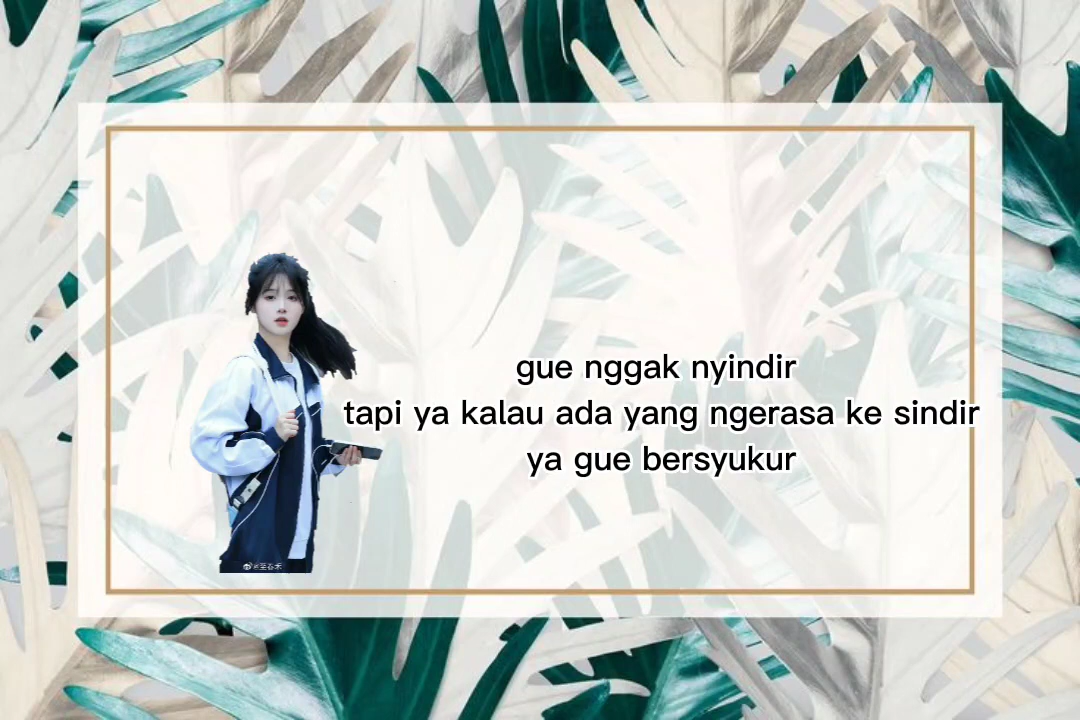 gue nggak nyindir
tapi ya kalau ada yang ngerasa ke sindir
ya gue bersyukur